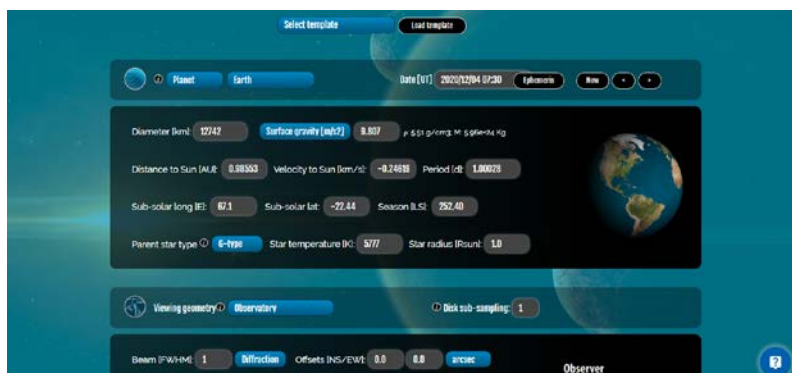 Select template Load template
Planet Earth Date [UT] 2020/12/04 07:30 Ephemeris Now < >
Diameter [km]: 12742 Surface gravity [m/s2] 9.807 ρ 5.51 g/cm3; M: 5.96e+24 Kg
Distance to Sun [AU]: 0.98553 Velocity to Sun [km/s]: -0.24618 Period [d]: 1.00028
Sub-solar long [E]: 67.1 Sub-solar lat: -22.44 Season [LS]: 252.40
Parent star type G-type Star temperature [K]: 5777 Star radius [Rsun]: 1.0
Viewing geometry Observatory Disk sub-sampling: 1
Beam [FWHM]: 1 Diffraction Offsets [NS/EW]: 0.0 0.0 arcsec
Observer
?